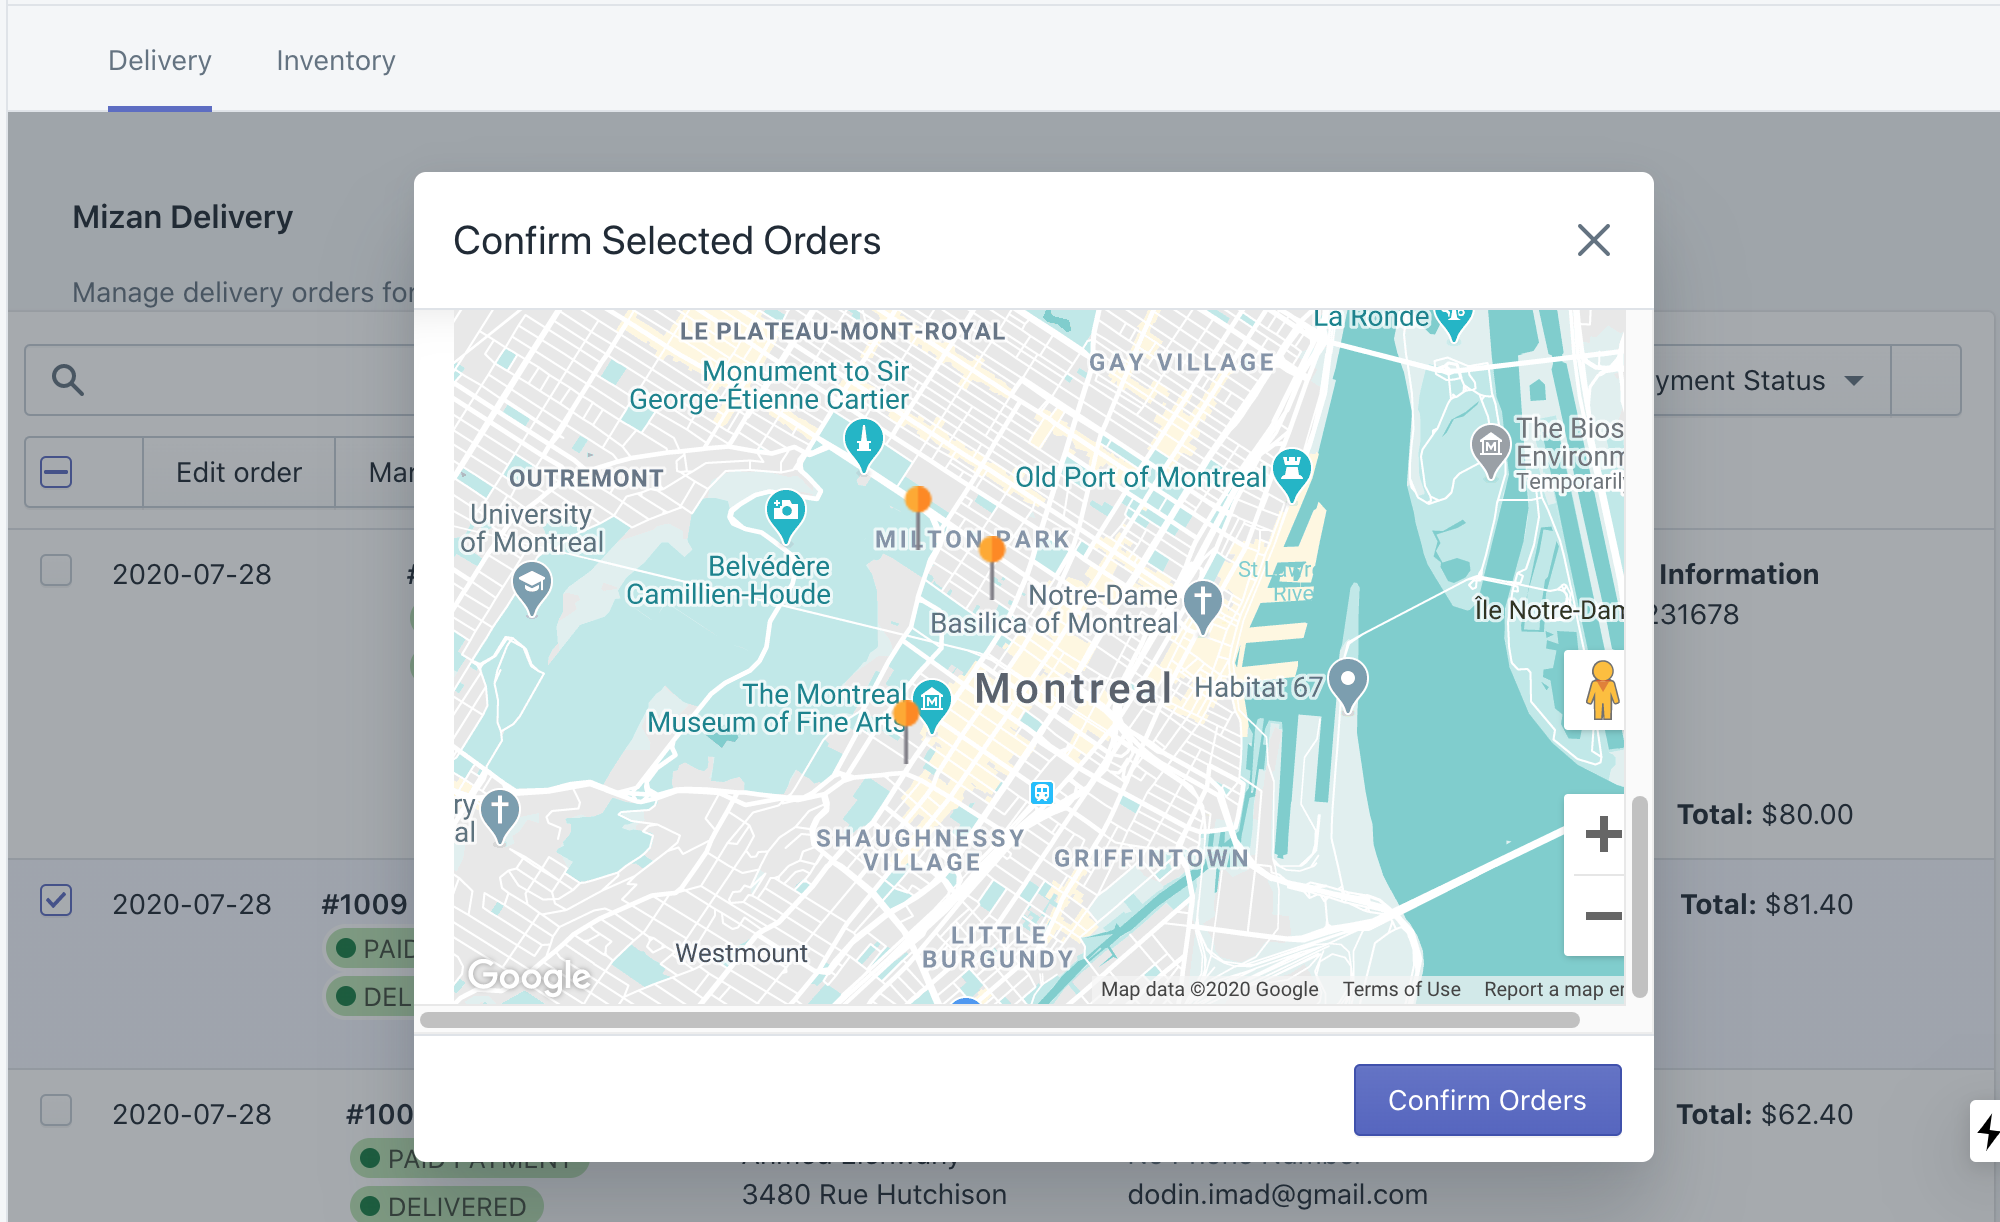 Delivery
Inventory
Mizan Delivery
Manage delivery orders for
Confirm Selected Orders
Edit order
yment Status
LE PLATEAU-MONT-ROYAL
La Ronde
GAY VILLAGE
Monument to Sir
George-Étienne Cartier
OUTREMONT
Old Port of Montreal
The Bios
Environm
Temporaril
University
of Montreal
MILTON PARK
Belvédère
Camillien-Houde
St Lawre
Rive
Notre-Dame
Basilica of Montreal
Île Notre-Dam
The Montreal
Museum of Fine Arts
Montreal
Habitat 67
ry
al
SHAUGHNESSY
VILLAGE
GRIFFINTOWN
Westmount
LITTLE
BURGUNDY
Google
Map data ©2020 Google
Terms of Use
Report a map er
Confirm Orders
2020-07-28
Information
231678
Total: $80.00
2020-07-28
#1009
PAID
DEL
Total: $81.40
2020-07-28
#100
PAID PAYMENT
DELIVERED
3480 Rue Hutchison
No Phone Number
dodin.imad@gmail.com
Total: $62.40